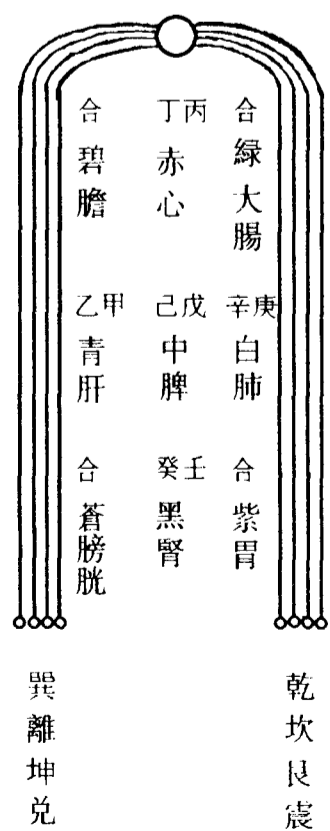 合
緑大腸
丙丁
赤心
合
碧膽
庚辛
白肺
戊己
中脾
甲乙
青肝
合
紫胃
壬癸
黑腎
合
蒼膀胱
乾坎艮震
巽離坤兑